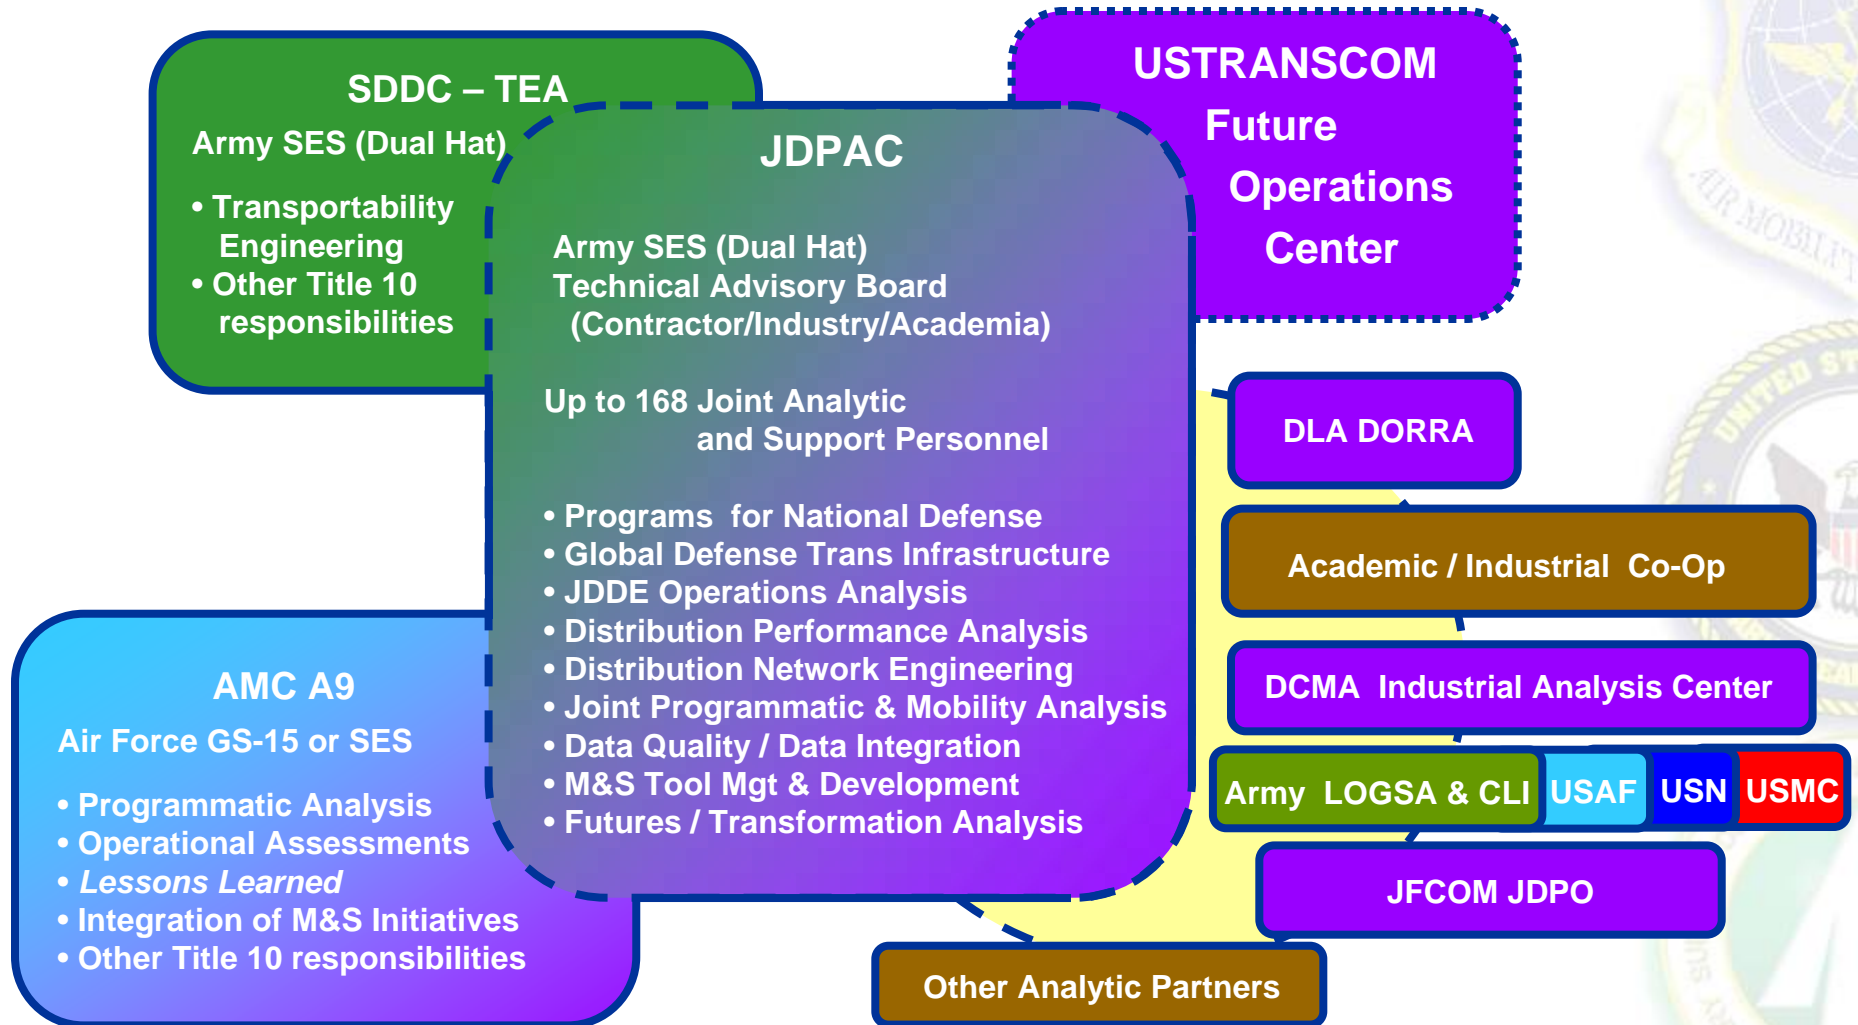 SDDC – TEA
Army SES (Dual Hat)
• Transportability
Engineering
• Other Title 10
responsibilities
USTRANSCOM
Future
Operations
Center
JDPAC
Army SES (Dual Hat)
Technical Advisory Board
(Contractor/Industry/Academia)
Up to 168 Joint Analytic
and Support Personnel
• Programs for National Defense
• Global Defense Trans Infrastructure
• JDDE Operations Analysis
• Distribution Performance Analysis
• Distribution Network Engineering
• Joint Programmatic & Mobility Analysis
• Data Quality / Data Integration
• M&S Tool Mgt & Development
• Futures / Transformation Analysis
AMC A9
Air Force GS-15 or SES
• Programmatic Analysis
• Operational Assessments
• Lessons Learned
• Integration of M&S Initiatives
• Other Title 10 responsibilities
DLA DORRA
Academic / Industrial Co-Op
DCMA Industrial Analysis Center
Army LOGSA & CLI USAF USN USMC
JFCOM JDPO
Other Analytic Partners
AIR
UNITED